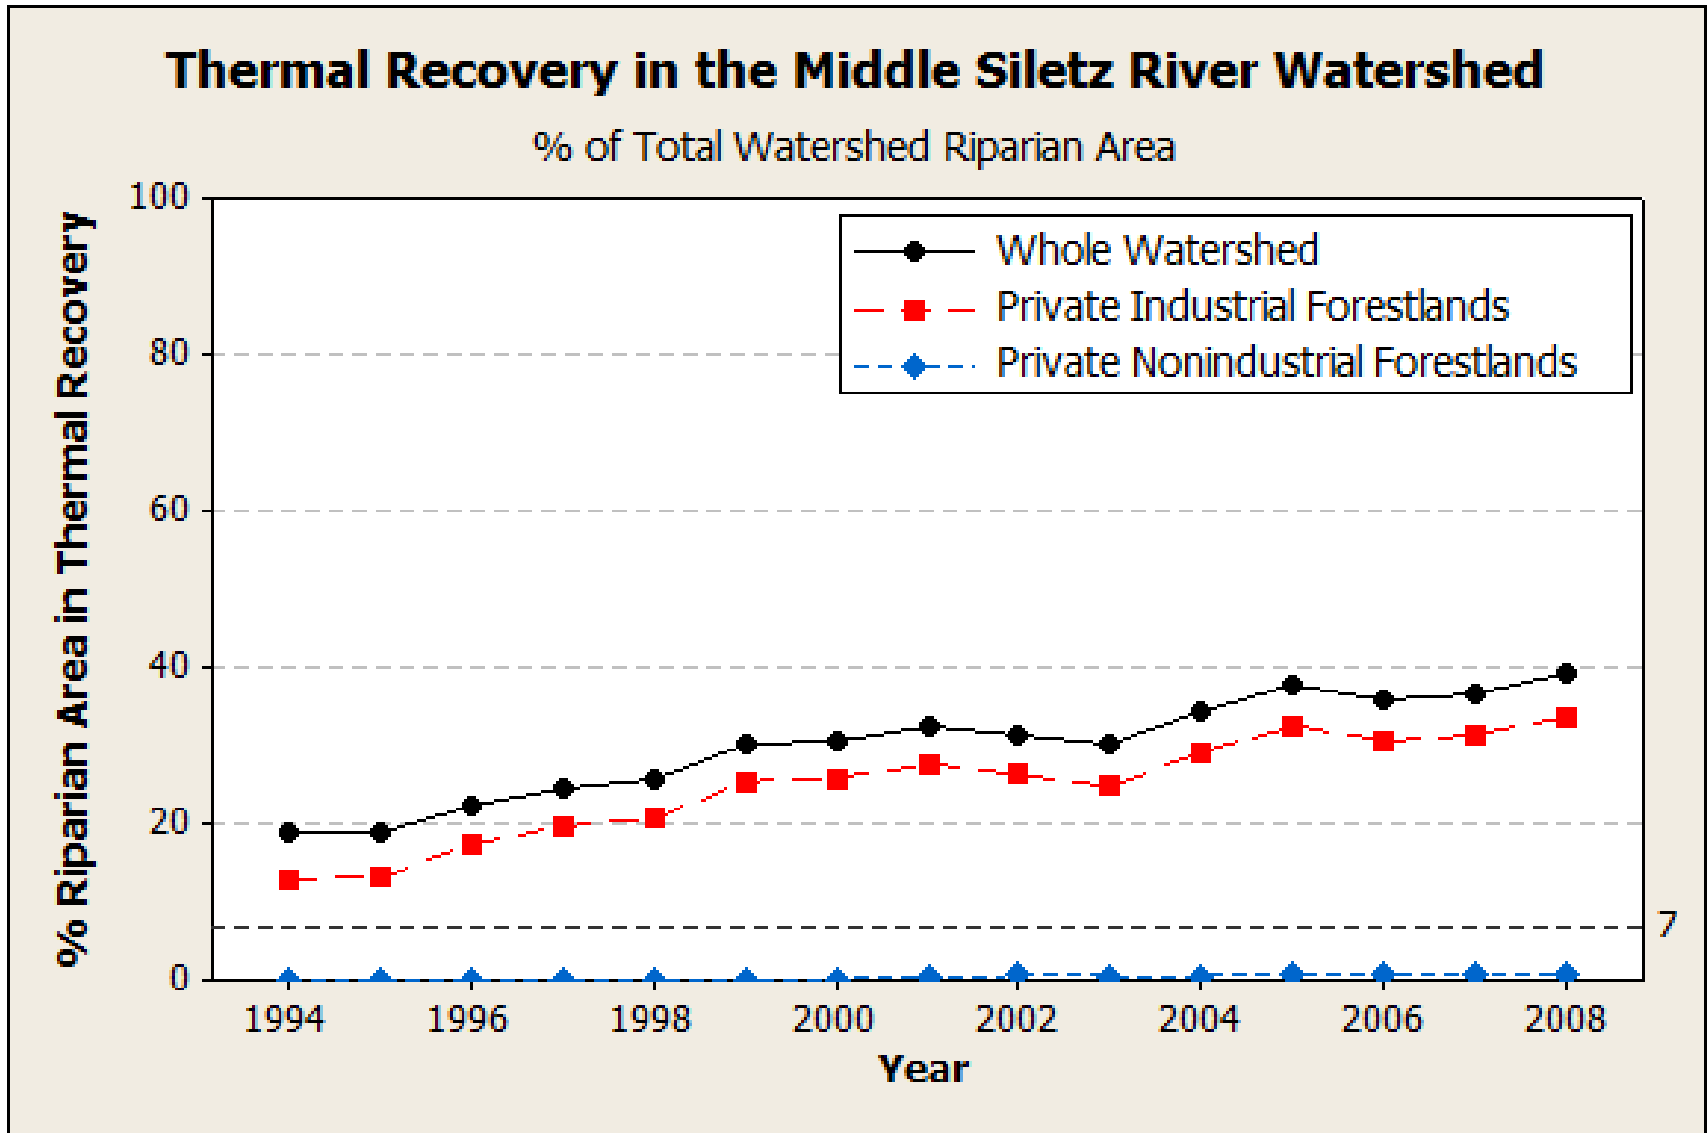 Thermal Recovery in the Middle Siletz River Watershed
% of Total Watershed Riparian Area
% Riparian Area in Thermal Recovery
100
80
60
40
20
0
Whole Watershed
Private Industrial Forestlands
Private Nonindustrial Forestlands
7
1994 1996 1998 2000 2002 2004 2006 2008
Year